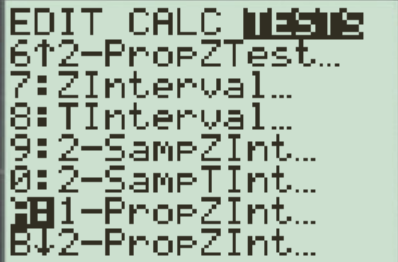 EDIT CALC TESTS
6↑2-PropZTest…
7:ZInterval…
8:TInterval…
9:2-SampZInt…
0:2-SampTInt…
A:1-PropZInt…
B↓2-PropZInt…